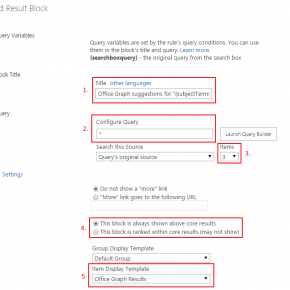 d Result Block
uery Variables
Query variables are set by the rule's query conditions. You can use
them in the block's title and query. Learn more.
{searchboxquery} - the original query from the search box
ock Title
1. Title other languages
Office Graph suggestions for "{subjectTerms
uery
2. Configure Query
Launch Query Builder
Search this Source
Items
Query's original source
3
3.
Settings
Do not show a "more" link
"More" link goes to the following URL
4. This block is always shown above core results
This block is ranked within core results (may not show)
Group Display Template
Default Group
5. Item Display Template
Office Graph Results